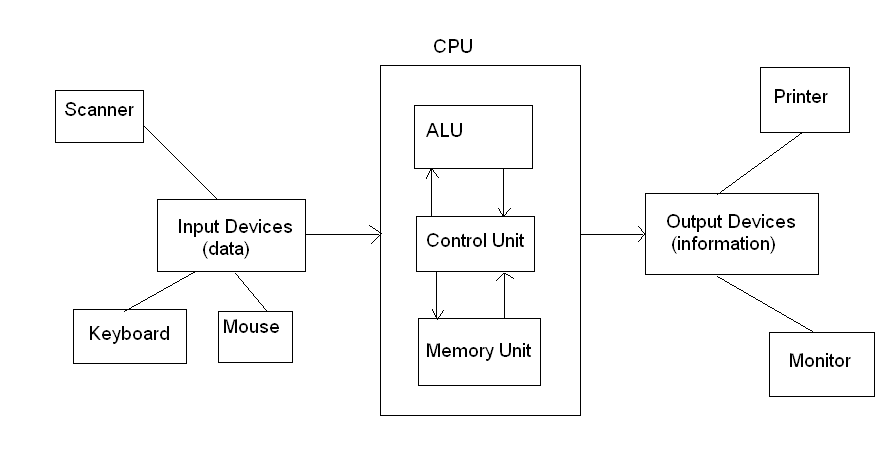 CPU
Scanner
Printer
ALU
Input Devices
(data)
Control Unit
Output Devices
(information)
Keyboard
Mouse
Memory Unit
Monitor